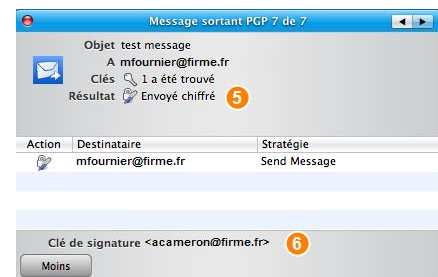 Message sortant PGP 7 de 7
Objet test message
A mfournier@firme.fr
Clés 1 a été trouvé
Résultat Envoyé chiffré 5
Action Destinataire Stratégie
mfournier@firme.fr Send Message
Clé de signature <acameron@firme.fr> 6
Moins